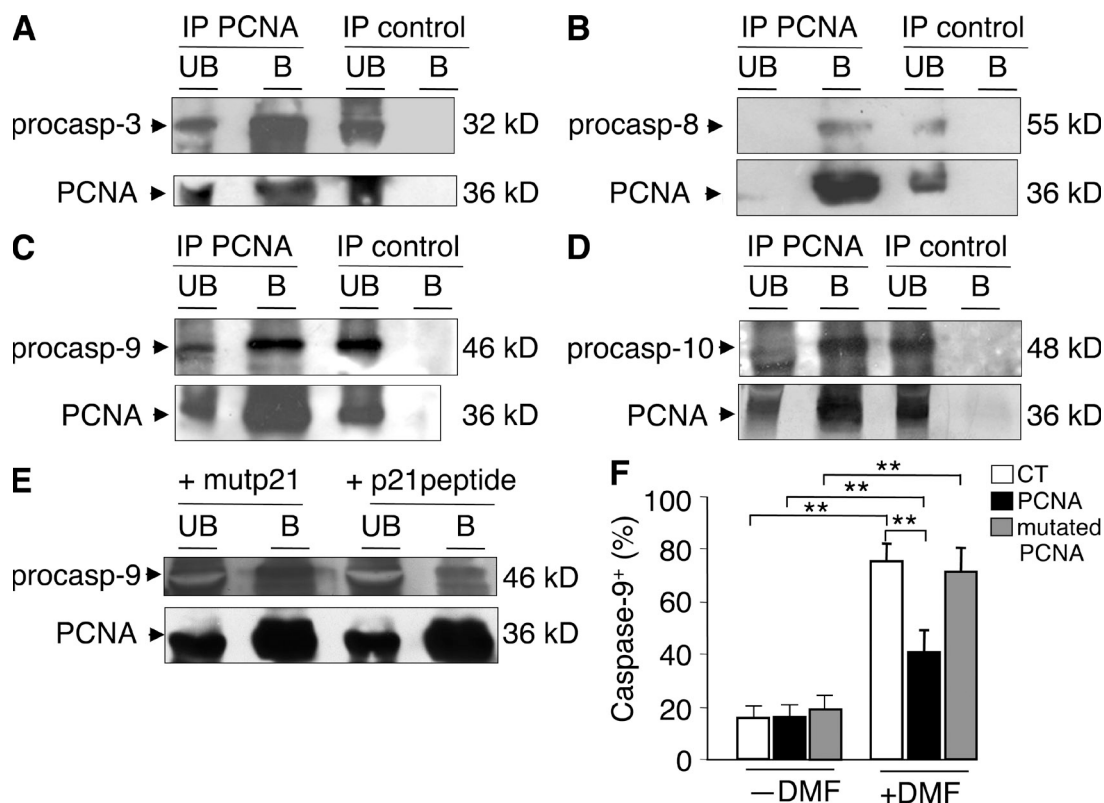 A
IP PCNA IP control
UB B UB B
procasp-3 32 kD
PCNA 36 kD
B
IP PCNA IP control
UB B UB B
procasp-8 55 kD
PCNA 36 kD
C
IP PCNA IP control
UB B UB B
procasp-9 46 kD
PCNA 36 kD
D
IP PCNA IP control
UB B UB B
procasp-10 48 kD
PCNA 36 kD
E
+ mutp21 + p21peptide
UB B UB B
procasp-9 46 kD
PCNA 36 kD
F
CT
PCNA
mutated
PCNA
Caspase-9⁺ (%)
100
80
60
40
20
0
**
**
** **
—DMF +DMF